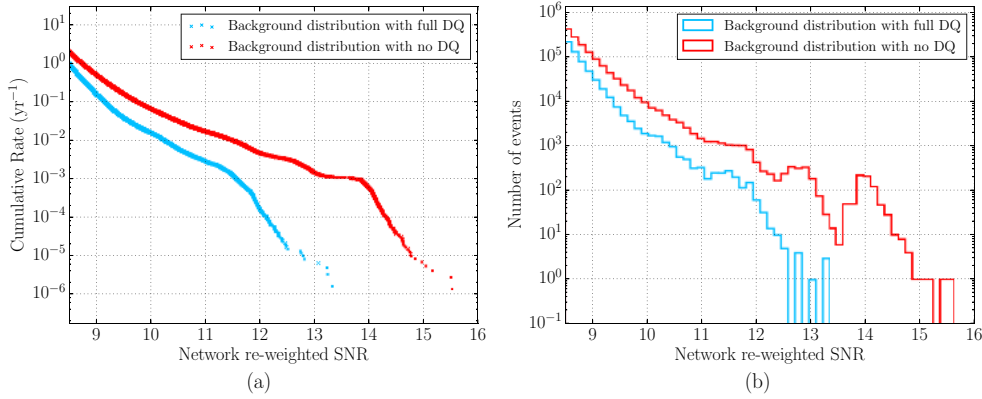 Background distribution with full DQ
Background distribution with no DQ
Cumulative Rate (yr⁻¹)
10¹
10⁰
10⁻¹
10⁻²
10⁻³
10⁻⁴
10⁻⁵
10⁻⁶
9 10 11 12 13 14 15 16
Network re-weighted SNR
(a)
Background distribution with full DQ
Background distribution with no DQ
Number of events
10⁶
10⁵
10⁴
10³
10²
10¹
10⁰
10⁻¹
9 10 11 12 13 14 15 16
Network re-weighted SNR
(b)